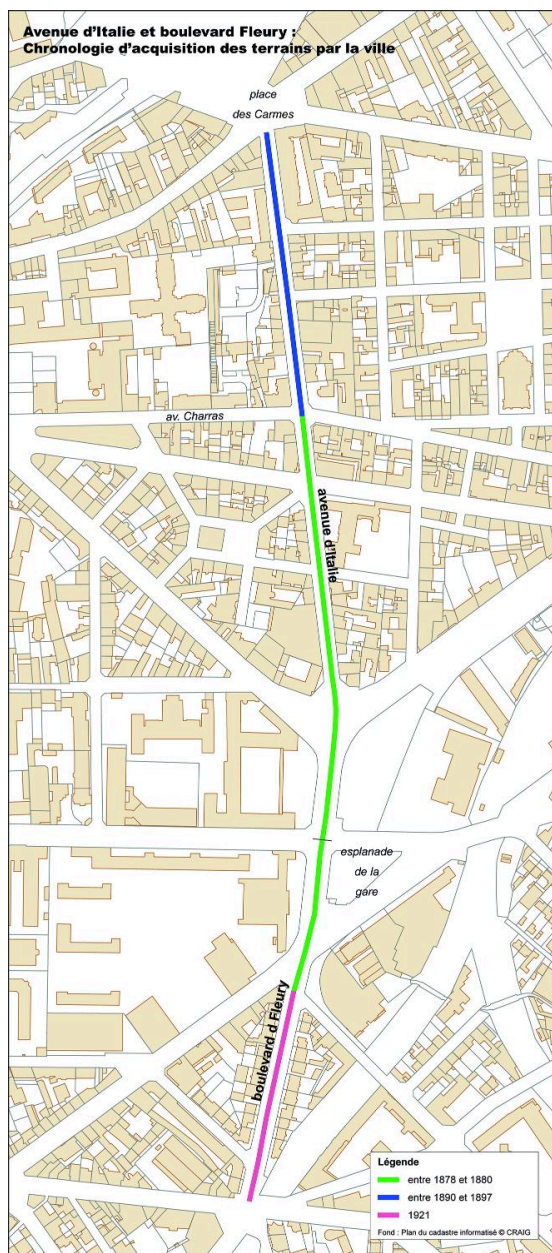 Avenue d'Italie et boulevard Fleury :
Chronologie d'acquisition des terrains par la ville
place
des Carmes
av. Charras
avenue d'Italie
esplanade
de la
gare
boulevard d Fleury
Légende
entre 1878 et 1880
entre 1890 et 1897
1921
Fond : Plan du cadastre informatisé © CRAIG